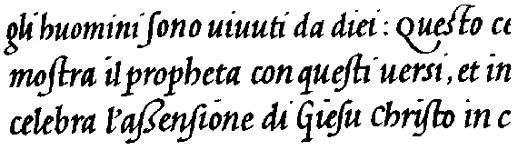 gli huomini ſono uiuuti da diei: Queſto ce
moſtra il propheta con queſti uerſi, et in
celebra l'aſſenſione di Gieſu Chriſto in c